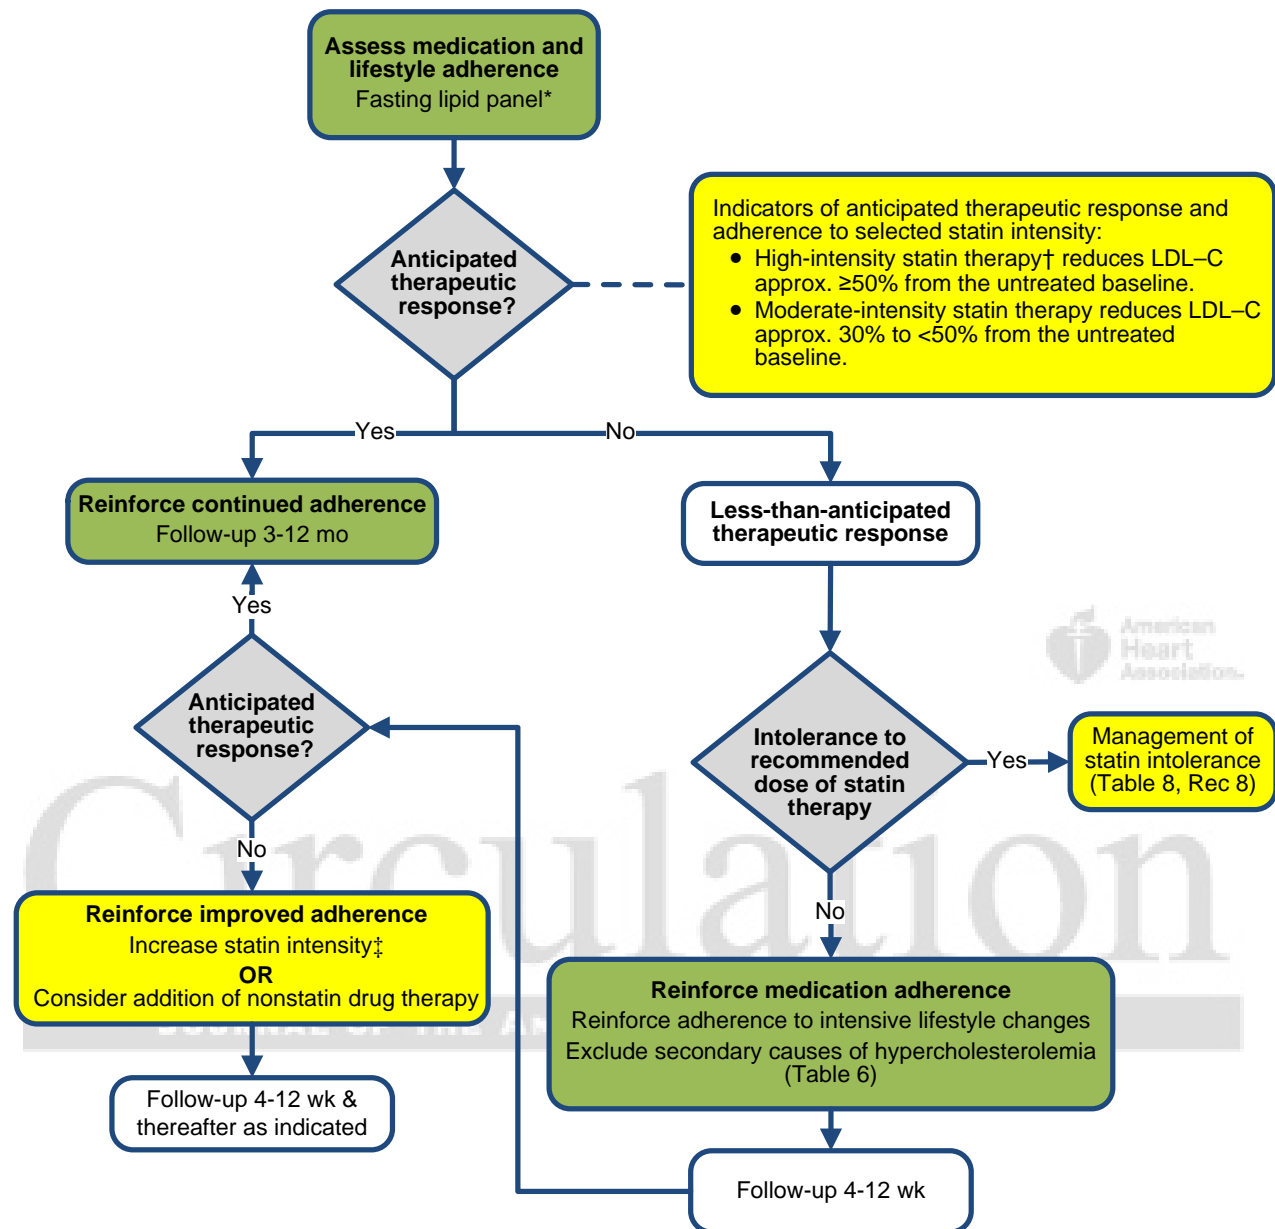 Assess medication and
lifestyle adherence
Fasting lipid panel*
Anticipated
therapeutic
response?
Indicators of anticipated therapeutic response and
adherence to selected statin intensity:
● High-intensity statin therapy† reduces LDL–C
approx. ≥50% from the untreated baseline.
● Moderate-intensity statin therapy reduces LDL–C
approx. 30% to <50% from the untreated
baseline.
Yes
No
Reinforce continued adherence
Follow-up 3-12 mo
Less-than-anticipated
therapeutic response
Yes
American
Heart
Association
Anticipated
therapeutic
response?
Intolerance to
recommended
dose of statin
therapy
Yes
Management of
statin intolerance
(Table 8, Rec 8)
Circulation
No
No
Reinforce improved adherence
Increase statin intensity‡
OR
Consider addition of nonstatin drug therapy
JOURNAL OF THE
Reinforce medication adherence
Reinforce adherence to intensive lifestyle changes
Exclude secondary causes of hypercholesterolemia
(Table 6)
Follow-up 4-12 wk &
thereafter as indicated
Follow-up 4-12 wk